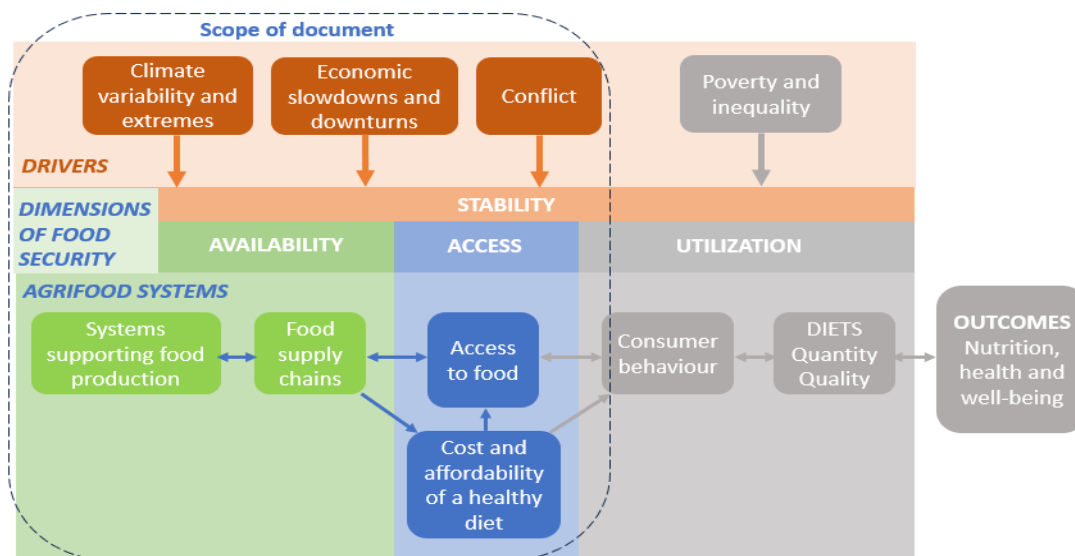 Scope of document
Climate
variability and
extremes
Economic
slowdowns and
downturns
Conflict
Poverty and
inequality
DRIVERS
DIMENSIONS
OF FOOD
SECURITY
STABILITY
AVAILABILITY
ACCESS
UTILIZATION
AGRIFOOD SYSTEMS
Systems
supporting food
production
Food
supply
chains
Access
to food
Consumer
behaviour
DIETS
Quantity
Quality
OUTCOMES
Nutrition,
health and
well-being
Cost and
affordability
of a healthy
diet